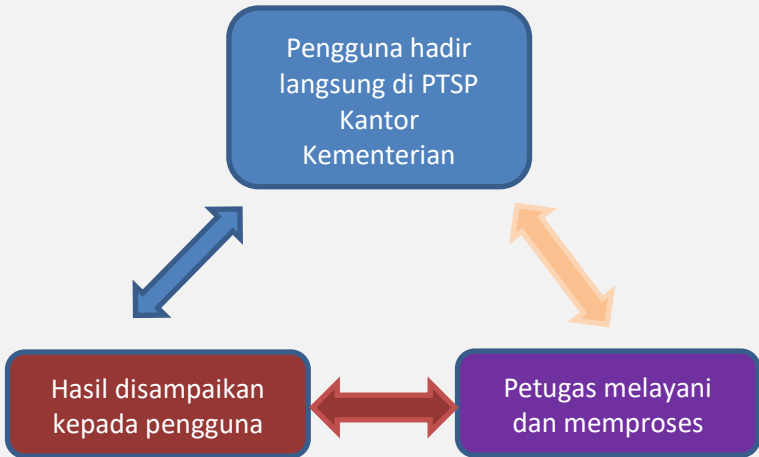 Pengguna hadir
langsung di PTSP
Kantor
Kementerian
Hasil disampaikan
kepada pengguna
Petugas melayani
dan memproses